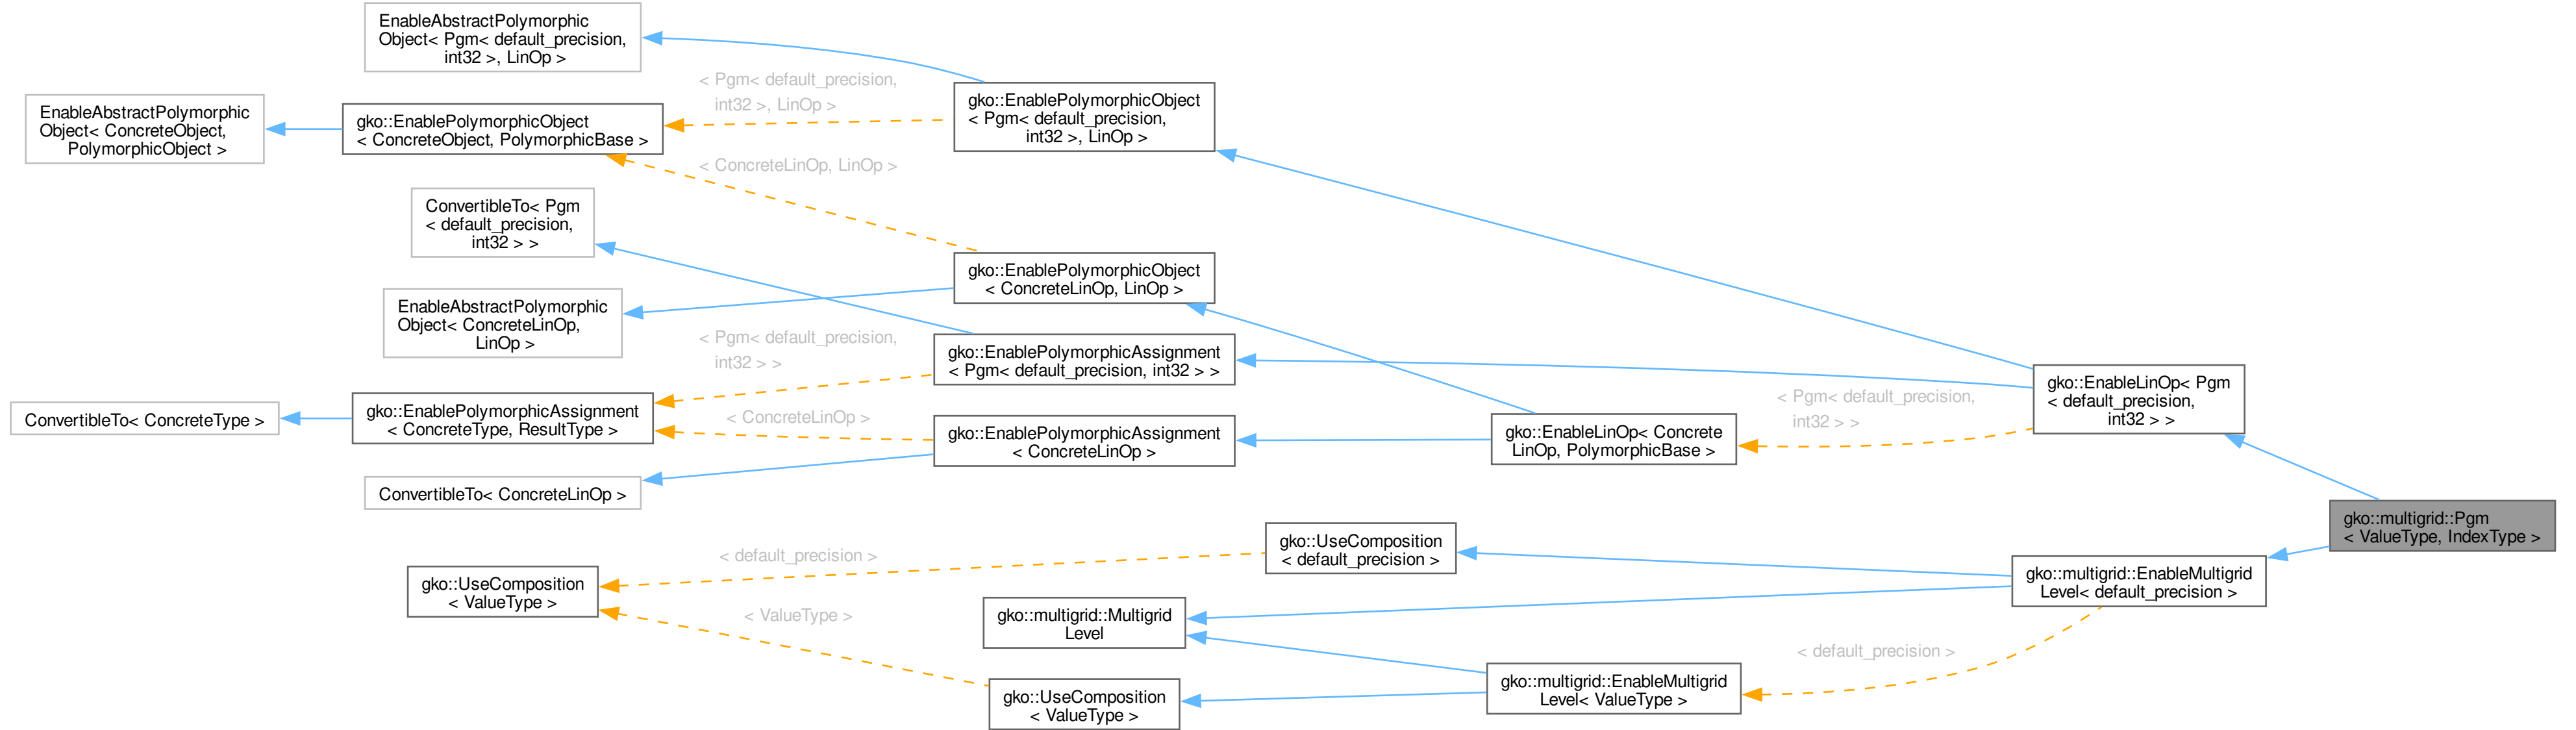 EnableAbstractPolymorphic
Object< Pgm< default_precision,
int32 >, LinOp >
< Pgm< default_precision,
int32 >, LinOp >
gko::EnablePolymorphicObject
< Pgm< default_precision,
int32 >, LinOp >
EnableAbstractPolymorphic
Object< ConcreteObject,
PolymorphicObject >
gko::EnablePolymorphicObject
< ConcreteObject, PolymorphicBase >
< ConcreteLinOp, LinOp >
ConvertibleTo< Pgm
< default_precision,
int32 > >
gko::EnablePolymorphicObject
< ConcreteLinOp, LinOp >
EnableAbstractPolymorphic
Object< ConcreteLinOp,
LinOp >
< Pgm< default_precision,
int32 > >
gko::EnablePolymorphicAssignment
< Pgm< default_precision, int32 > >
gko::EnableLinOp< Pgm
< default_precision,
int32 > >
< Pgm< default_precision,
int32 > >
ConvertibleTo< ConcreteType >
gko::EnablePolymorphicAssignment
< ConcreteType, ResultType >
< ConcreteLinOp >
gko::EnablePolymorphicAssignment
< ConcreteLinOp >
gko::EnableLinOp< Concrete
LinOp, PolymorphicBase >
ConvertibleTo< ConcreteLinOp >
gko::multigrid::Pgm
< ValueType, IndexType >
< default_precision >
gko::UseComposition
< default_precision >
gko::UseComposition
< ValueType >
gko::multigrid::EnableMultigrid
Level< default_precision >
< ValueType >
gko::multigrid::Multigrid
Level
< default_precision >
gko::UseComposition
< ValueType >
gko::multigrid::EnableMultigrid
Level< ValueType >